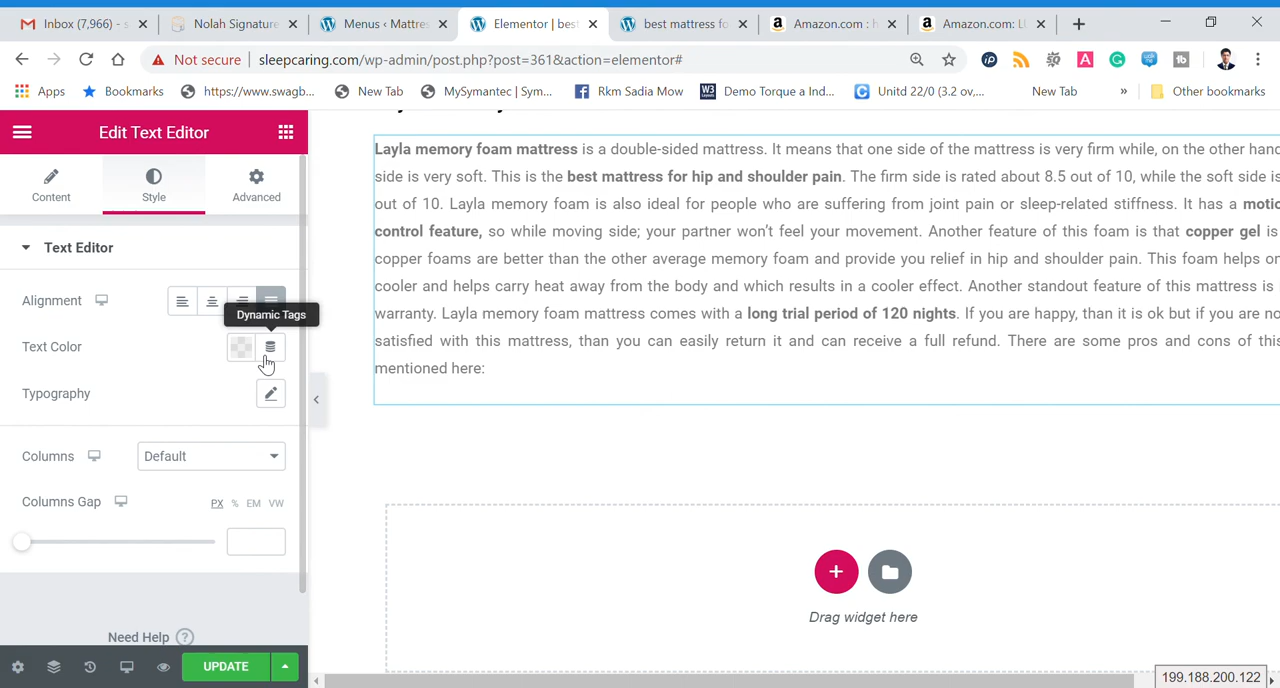 Inbox (7,966) - s
Nolah Signature
Menus ‹ Mattres
Elementor | best
best mattress fo
Amazon.com : h
Amazon.com: LU
Not secure
sleepcaring.com/wp-admin/post.php?post=361&action=elementor#
Apps
Bookmarks
https://www.swagb...
New Tab
MySymantec | Sym...
Rkm Sadia Mow
Demo Torque a Ind...
Unitd 22/0 (3.2 ov,...
New Tab
»
Other bookmarks
Edit Text Editor
Content
Style
Advanced
Text Editor
Alignment
Dynamic Tags
Text Color
Typography
Columns
Default
Columns Gap
PX % EM VW
Need Help ?
UPDATE
Layla memory foam mattress is a double-sided mattress. It means that one side of the mattress is very firm while, on the other hand
side is very soft. This is the best mattress for hip and shoulder pain. The firm side is rated about 8.5 out of 10, while the soft side is
out of 10. Layla memory foam is also ideal for people who are suffering from joint pain or sleep-related stiffness. It has a motio
control feature, so while moving side; your partner won't feel your movement. Another feature of this foam is that copper gel is
copper foams are better than the other average memory foam and provide you relief in hip and shoulder pain. This foam helps on
cooler and helps carry heat away from the body and which results in a cooler effect. Another standout feature of this mattress is
warranty. Layla memory foam mattress comes with a long trial period of 120 nights. If you are happy, than it is ok but if you are no
satisfied with this mattress, than you can easily return it and can receive a full refund. There are some pros and cons of this
mentioned here:
Drag widget here
199.188.200.122